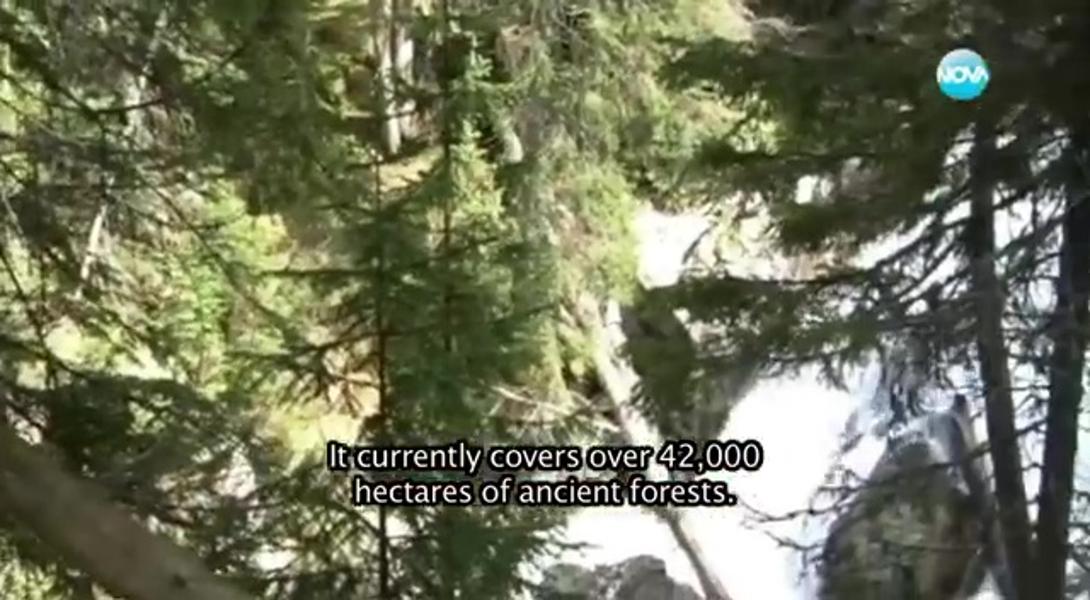 NOVA
It currently covers over 42,000
hectares of ancient forests.